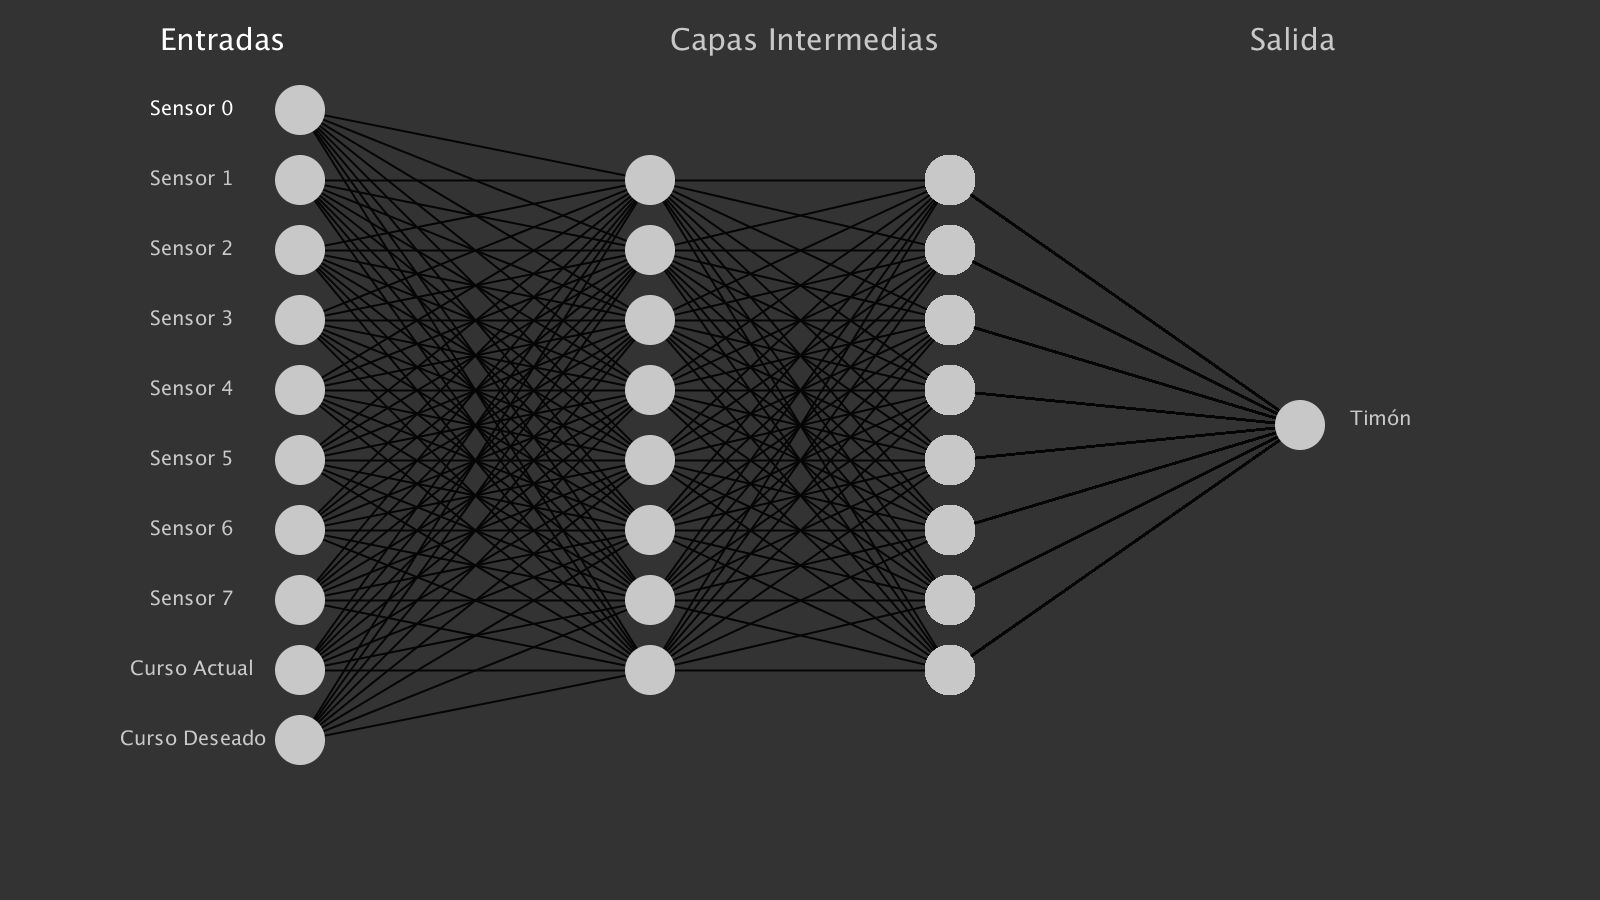 Entradas
Capas Intermedias
Salida
Sensor 0
Sensor 1
Sensor 2
Sensor 3
Sensor 4
Timón
Sensor 5
Sensor 6
Sensor 7
Curso Actual
Curso Deseado